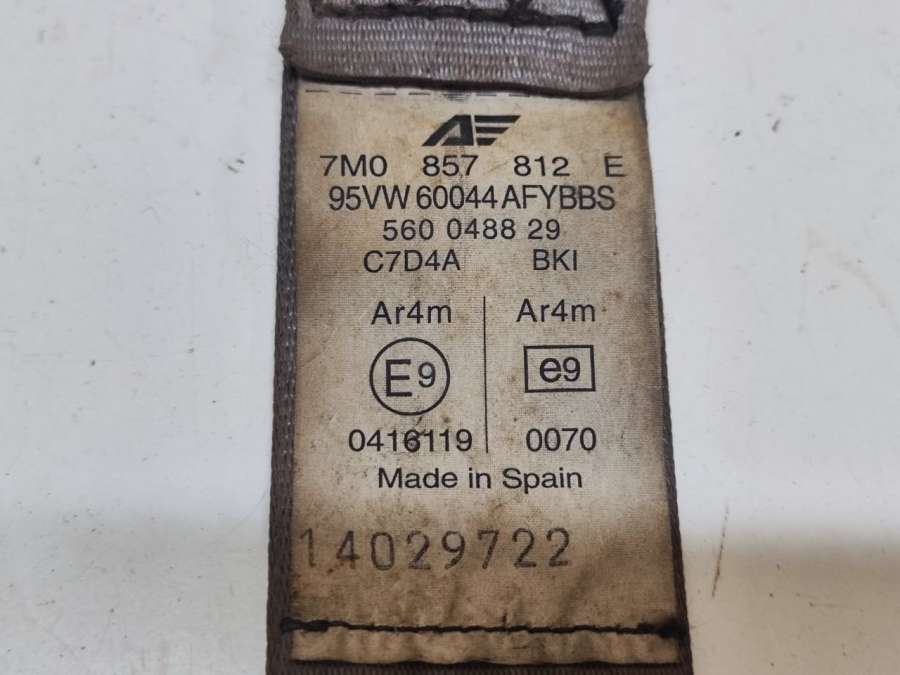 AE
7M0 857 812 E
95VW 60044 AFYBBS
560 0488 29
C7D4A BKI
Ar4m Ar4m
E9 e9
0416119 0070
Made in Spain
14029722